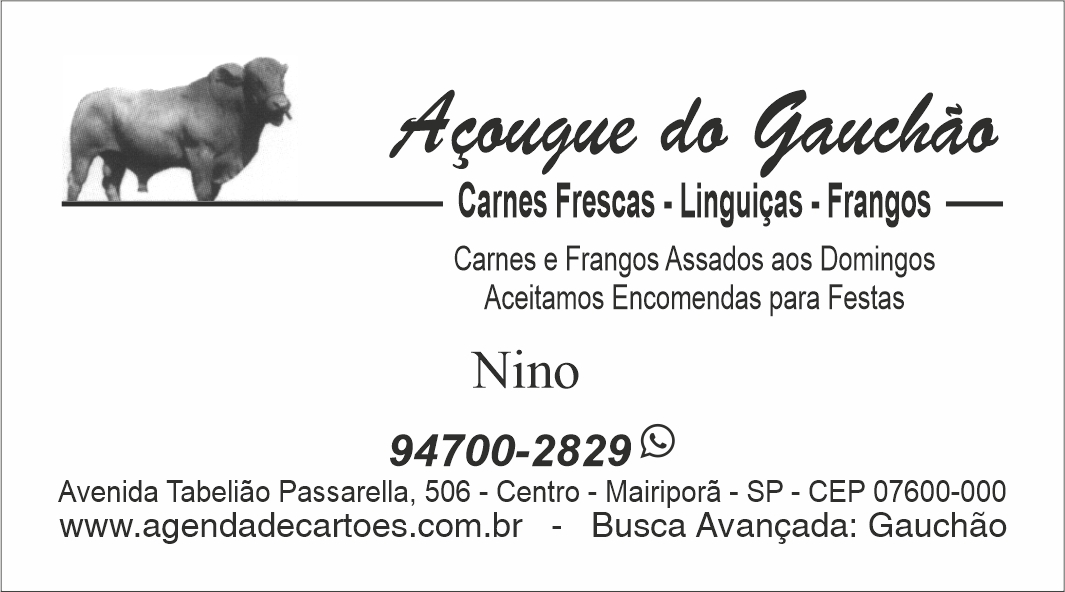 Açougue do Gauchão
Carnes Frescas - Linguiças - Frangos
Carnes e Frangos Assados aos Domingos
Aceitamos Encomendas para Festas
Nino
94700-2829
Avenida Tabelião Passarella, 506 - Centro - Mairiporã - SP - CEP 07600-000
www.agendadecartoes.com.br - Busca Avançada: Gauchão